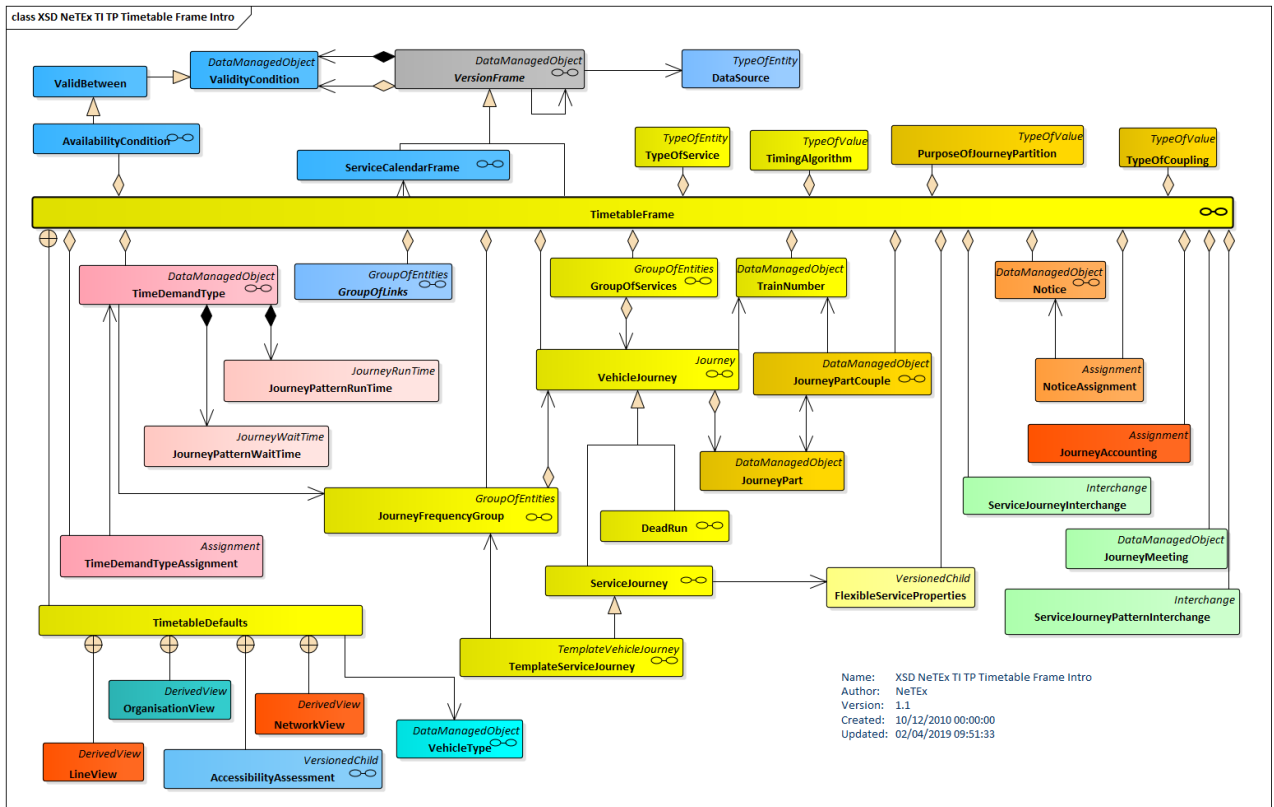 class XSD NeTEx TI TP Timetable Frame Intro
DataManagedObject
ValidityCondition
DataManagedObject
VersionFrame
TypeOfEntity
DataSource
ValidBetween
AvailabilityCondition
ServiceCalendarFrame
TypeOfEntity
TypeOfService
TypeOfValue
TimingAlgorithm
TypeOfValue
PurposeOfJourneyPartition
TypeOfValue
TypeOfCoupling
TimetableFrame
DataManagedObject
TimeDemandType
GroupOfEntities
GroupOfLinks
GroupOfEntities
GroupOfServices
DataManagedObject
TrainNumber
DataManagedObject
Notice
JourneyRunTime
JourneyPatternRunTime
Journey
VehicleJourney
DataManagedObject
JourneyPartCouple
Assignment
NoticeAssignment
JourneyWaitTime
JourneyPatternWaitTime
Assignment
JourneyAccounting
DataManagedObject
JourneyPart
GroupOfEntities
JourneyFrequencyGroup
Interchange
ServiceJourneyInterchange
DeadRun
Assignment
TimeDemandTypeAssignment
DataManagedObject
JourneyMeeting
ServiceJourney
VersionedChild
FlexibleServiceProperties
Interchange
ServiceJourneyPatternInterchange
TimetableDefaults
TemplateVehicleJourney
TemplateServiceJourney
DerivedView
OrganisationView
DerivedView
NetworkView
DataManagedObject
VehicleType
DerivedView
LineView
VersionedChild
AccessibilityAssessment
Name: XSD NeTEx TI TP Timetable Frame Intro
Author: NeTEx
Version: 1.1
Created: 10/12/2010 00:00:00
Updated: 02/04/2019 09:51:33